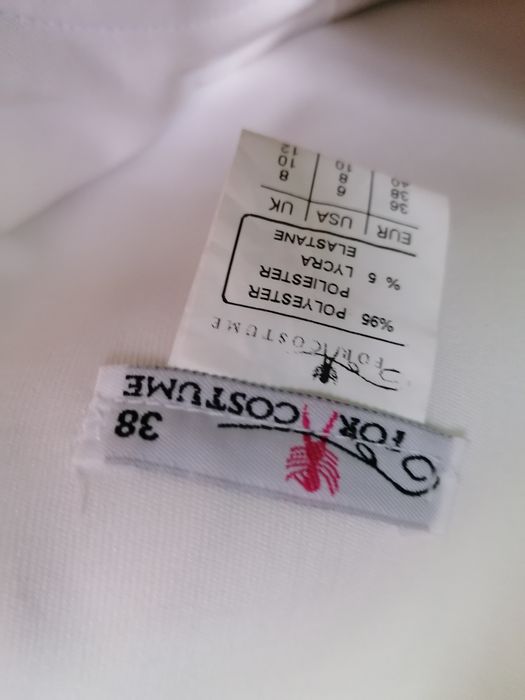 38
FOR/COSTUME
FOR/COSTUME
%95 POLYESTER
POLIESTER
% 5 LYCRA
ELASTANE
EUR USA UK
36 6 8
38 8 10
40 10 12